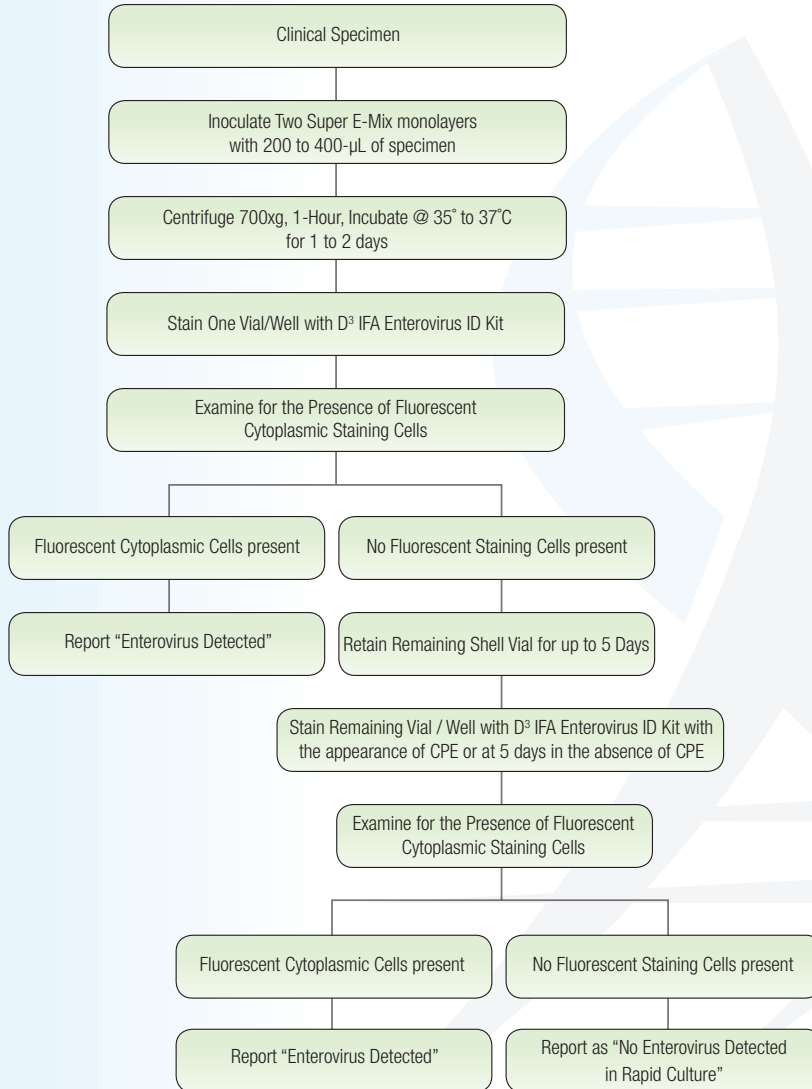 Clinical Specimen
Inoculate Two Super E-Mix monolayers
with 200 to 400-µL of specimen
Centrifuge 700xg, 1-Hour, Incubate @ 35˚ to 37˚C
for 1 to 2 days
Stain One Vial/Well with D³ IFA Enterovirus ID Kit
Examine for the Presence of Fluorescent
Cytoplasmic Staining Cells
Fluorescent Cytoplasmic Cells present
No Fluorescent Staining Cells present
Report “Enterovirus Detected”
Retain Remaining Shell Vial for up to 5 Days
Stain Remaining Vial / Well with D³ IFA Enterovirus ID Kit with
the appearance of CPE or at 5 days in the absence of CPE
Examine for the Presence of Fluorescent
Cytoplasmic Staining Cells
Fluorescent Cytoplasmic Cells present
No Fluorescent Staining Cells present
Report “Enterovirus Detected”
Report as “No Enterovirus Detected
in Rapid Culture”